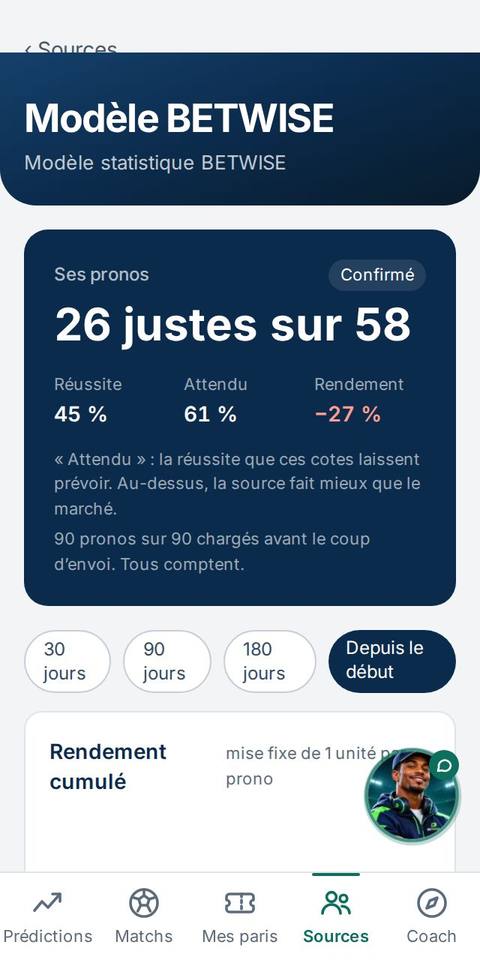 ‹ Sources
Modèle BETWISE
Modèle statistique BETWISE
Ses pronos
Confirmé
26 justes sur 58
Réussite
Attendu
Rendement
45 %
61 %
−27 %
« Attendu » : la réussite que ces cotes laissent
prévoir. Au-dessus, la source fait mieux que le
marché.
90 pronos sur 90 chargés avant le coup
d’envoi. Tous comptent.
30
jours
90
jours
180
jours
Depuis le
début
Rendement
cumulé
mise fixe de 1 unité
prono
Prédictions
Matchs
Mes paris
Sources
Coach